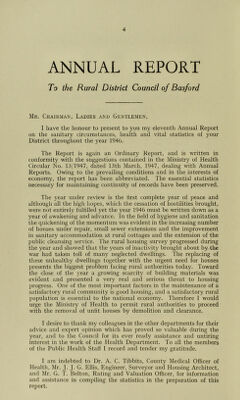 4
ANNUAL REPORT
To the Rural District Council of Basford
Mr. Chairman, Ladies and Gentlemen,
I have the honour to present to you my eleventh Annual Report
on the sanitary circumstances, health and vital statistics of your
District throughout the year 1946.
The Report is again an Ordinary Report, and is written in
conformity with the suggestions contained in the Ministry of Health
Circular No. 13/1947, dated 13th March, 1947, dealing with Annual
Reports. Owing to the prevailing conditions and in the interests of
economy, the report has been abbreviated. The essential statistics
necessary for maintaining continuity of records have been preserved.
The year under review is the first complete year of peace and
although all the high hopes, which the cessation of hostilities brought,
were not entirely fulfilled yet the year 1946 must be written down as a
year of awakening and advance. In the field of hygiene and sanitation
the quickening of the momentum was evident in the increasing number
of houses under repair, small sewer extensions and the improvement
in sanitary accommodation at rural cottages and the extension of the
public cleansing service. The rural housing survey progressed during
the year and showed that the years of inactivity brought about by the
war had taken toll of many neglected dwellings. The replacing of
these unhealthy dwellings together with the urgent need for houses
presents the biggest problem facing rural authorities today. Toward
the close of the year a growing scarcity of building materials was
evident and presented a very real and serious threat to housing
progress. One of the most important factors in the maintenance of a
satisfactory rural community is good housing, and a satisfactory rural
population is essential to the national economy. Therefore I would
urge the Ministry of Health to permit rural authorities to proceed
with the removal of unfit houses by demolition and clearance.
I desire to thank my colleagues in the other departments for their
advice and expert opinion which has proved so valuable during the
year, and to the Council for its ever ready assistance and untiring
interest in the work of the Health Department. To all the members
of the Public Health Staff I record and tender my gratitude.
I am indebted to Dr. A. C. Tibbits, County Medical Officer of
Health, Mr. J. J. G. Ellis, Engineer, Surveyor and Housing Architect,
and Mr. G. T. Bolton, Rating and Valuation Officer, for information
and assistance in compiling the statistics in the preparation of this
report.